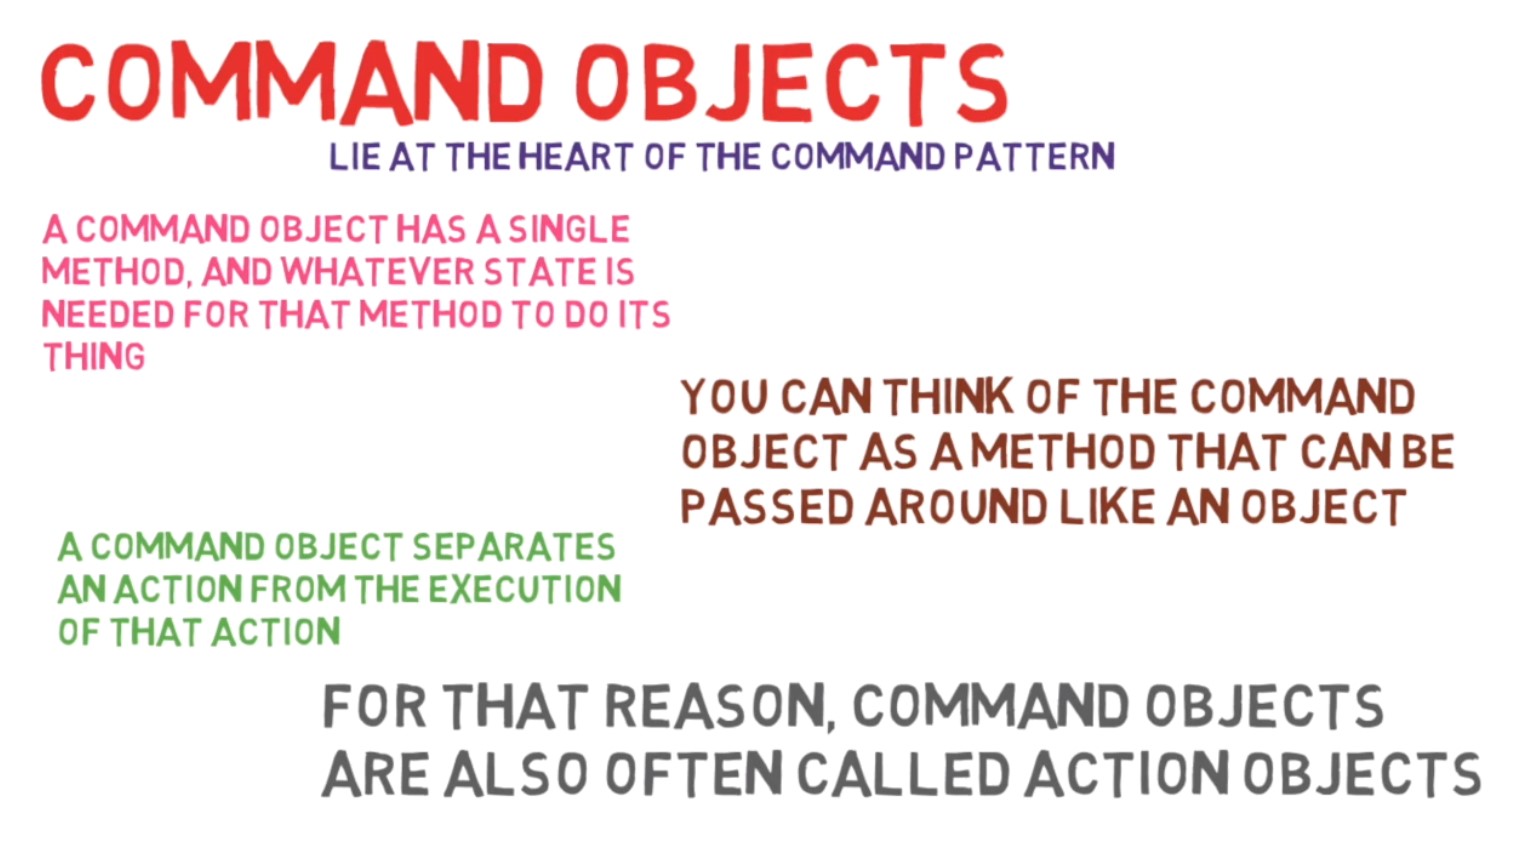 COMMAND OBJECTS
LIE AT THE HEART OF THE COMMAND PATTERN
A COMMAND OBJECT HAS A SINGLE
METHOD, AND WHATEVER STATE IS
NEEDED FOR THAT METHOD TO DO ITS
THING
YOU CAN THINK OF THE COMMAND
OBJECT AS A METHOD THAT CAN BE
PASSED AROUND LIKE AN OBJECT
A COMMAND OBJECT SEPARATES
AN ACTION FROM THE EXECUTION
OF THAT ACTION
FOR THAT REASON, COMMAND OBJECTS
ARE ALSO OFTEN CALLED ACTION OBJECTS